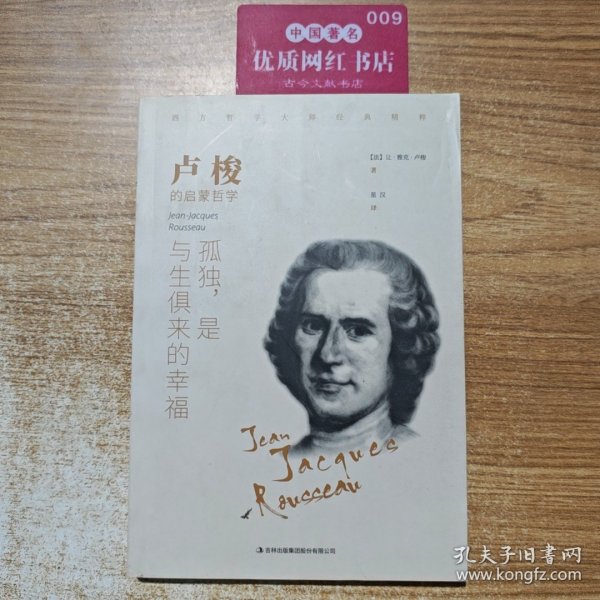 009
中国著名
优质网红书店
古今文献书店
西方哲学大师经典精粹
【法】让·雅克·卢梭
著
星汉
译
卢梭
的启蒙哲学
Jean-Jacques
Rousseau
孤独，是
与生俱来的幸福
Jean
Jacques
Rousseau
吉林出版集团股份有限公司
孔夫子旧书网
www.kongfz.com